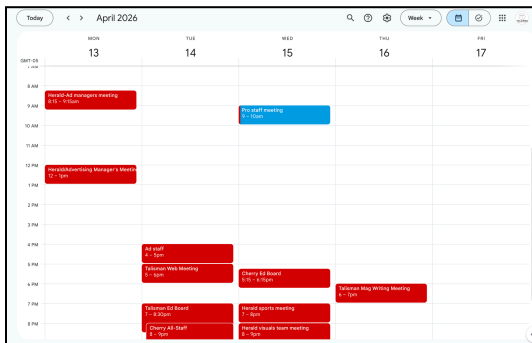 Today
April 2026
Week
MON
TUE
WED
THU
FRI
13
14
15
16
17
GMT-05
7 AM
8 AM
Herald-Ad managers meeting
8:15 – 9:15am
9 AM
Pro staff meeting
9 – 10am
10 AM
11 AM
12 PM
Herald/Advertising Manager's Meetin
12 – 1pm
1 PM
2 PM
3 PM
4 PM
Ad staff
4 – 5pm
5 PM
Talisman Web Meeting
5 – 6pm
Cherry Ed Board
5:15 – 6:15pm
6 PM
Talisman Mag Writing Meeting
6 – 7pm
7 PM
Talisman Ed Board
7 – 8:30pm
Herald sports meeting
7 – 8pm
8 PM
Cherry All-Staff
8 – 9pm
Herald visuals team meeting
8 – 9pm